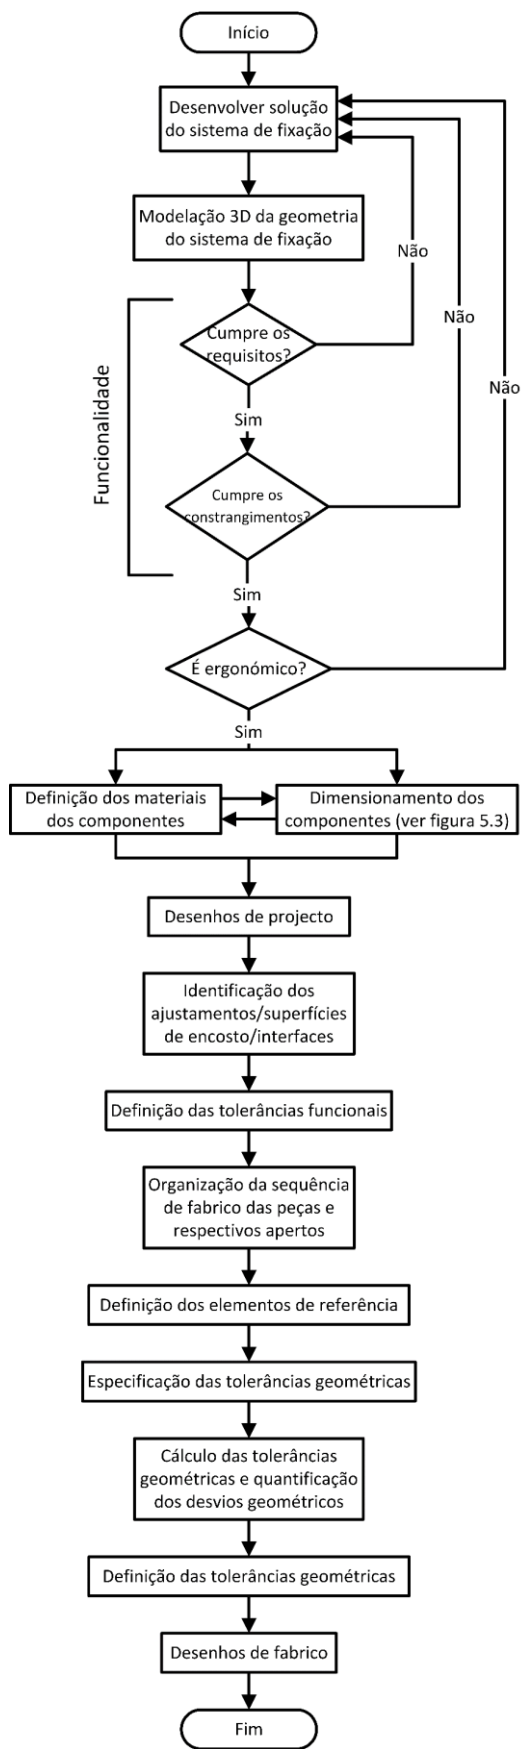 Início
Desenvolver solução
do sistema de fixação
Modelação 3D da geometria
do sistema de fixação
Não
Cumpre os
requisitos?
Não
Não
Sim
Funcionalidade
Cumpre os
constrangimentos?
Sim
É ergonómico?
Sim
Definição dos materiais
dos componentes
Dimensionamento dos
componentes (ver figura 5.3)
Desenhos de projecto
Identificação dos
ajustamentos/superfícies
de encosto/interfaces
Definição das tolerâncias funcionais
Organização da sequência
de fabrico das peças e
respectivos apertos
Definição dos elementos de referência
Especificação das tolerâncias geométricas
Cálculo das tolerâncias
geométricas e quantificação
dos desvios geométricos
Definição das tolerâncias geométricas
Desenhos de fabrico
Fim